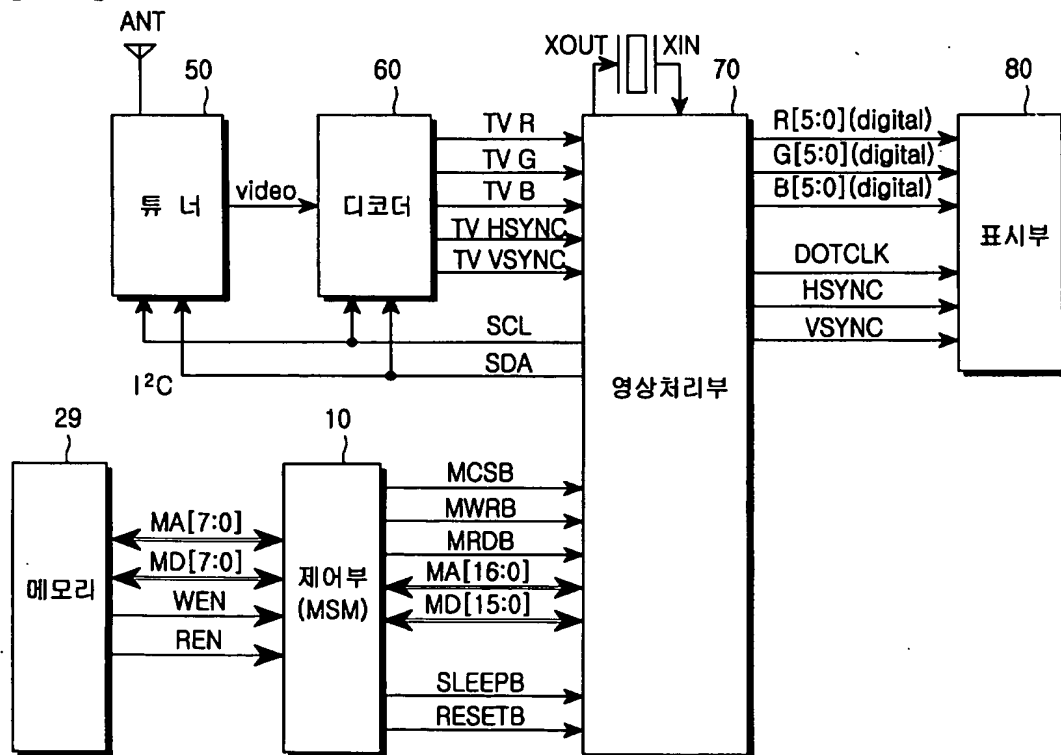 ANT
50
60
XOUT
XIN
70
80
튜 너
video
디코더
TV R
TV G
TV B
TV HSYNC
TV VSYNC
R[5:0](digital)
G[5:0](digital)
B[5:0](digital)
DOTCLK
HSYNC
VSYNC
표시부
SCL
SDA
I²C
영상처리부
29
10
메모리
MA[7:0]
MD[7:0]
WEN
REN
제어부
(MSM)
MCSB
MWRB
MRDB
MA[16:0]
MD[15:0]
SLEEPB
RESETB